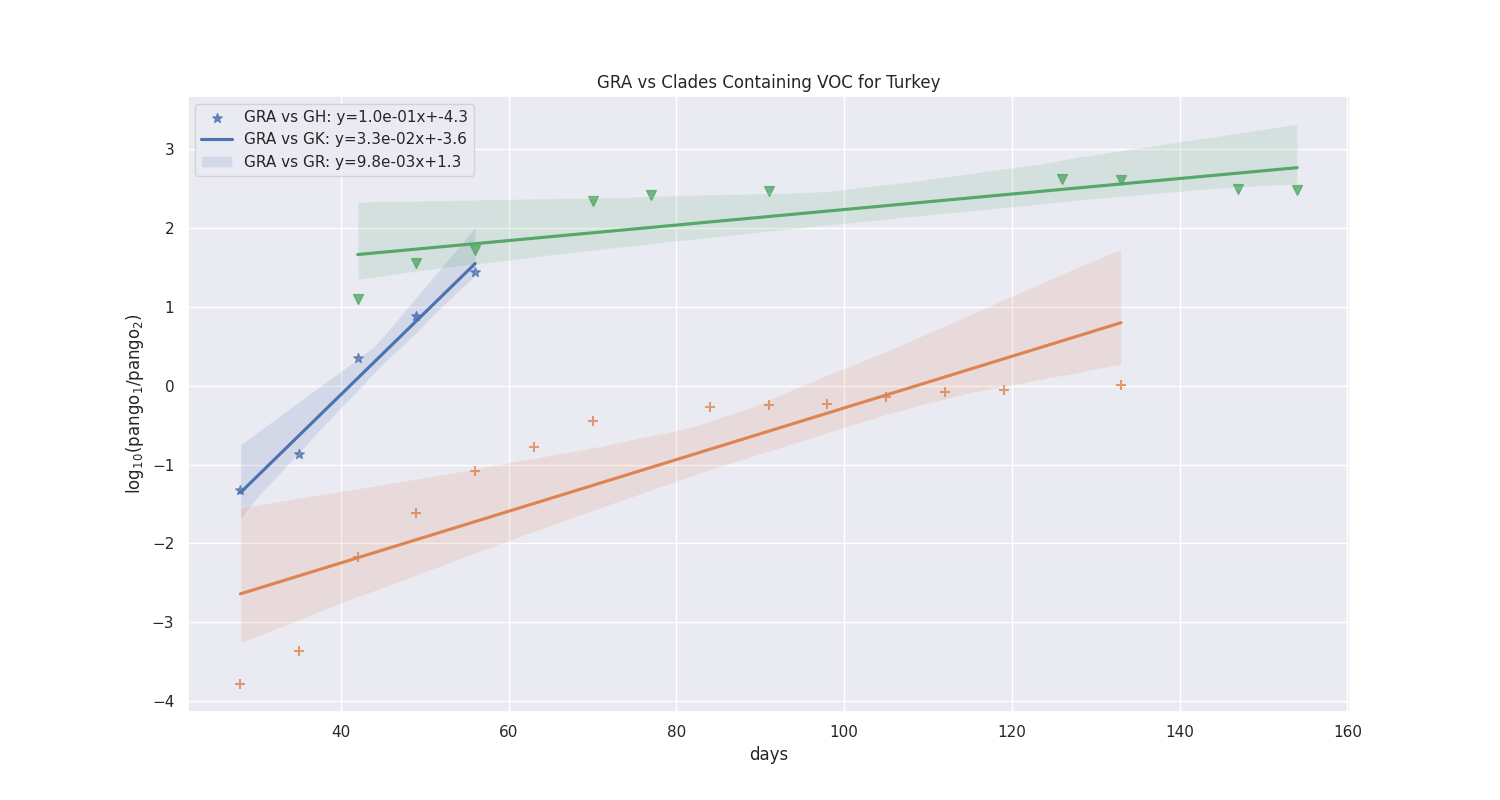 GRA vs Clades Containing VOC for Turkey
GRA vs GH: y=1.0e-01x+-4.3
GRA vs GK: y=3.3e-02x+-3.6
GRA vs GR: y=9.8e-03x+1.3
log₁₀(pango₁/pango₂)
3
2
1
0
−1
−2
−3
−4
40
60
80
100
120
140
160
days